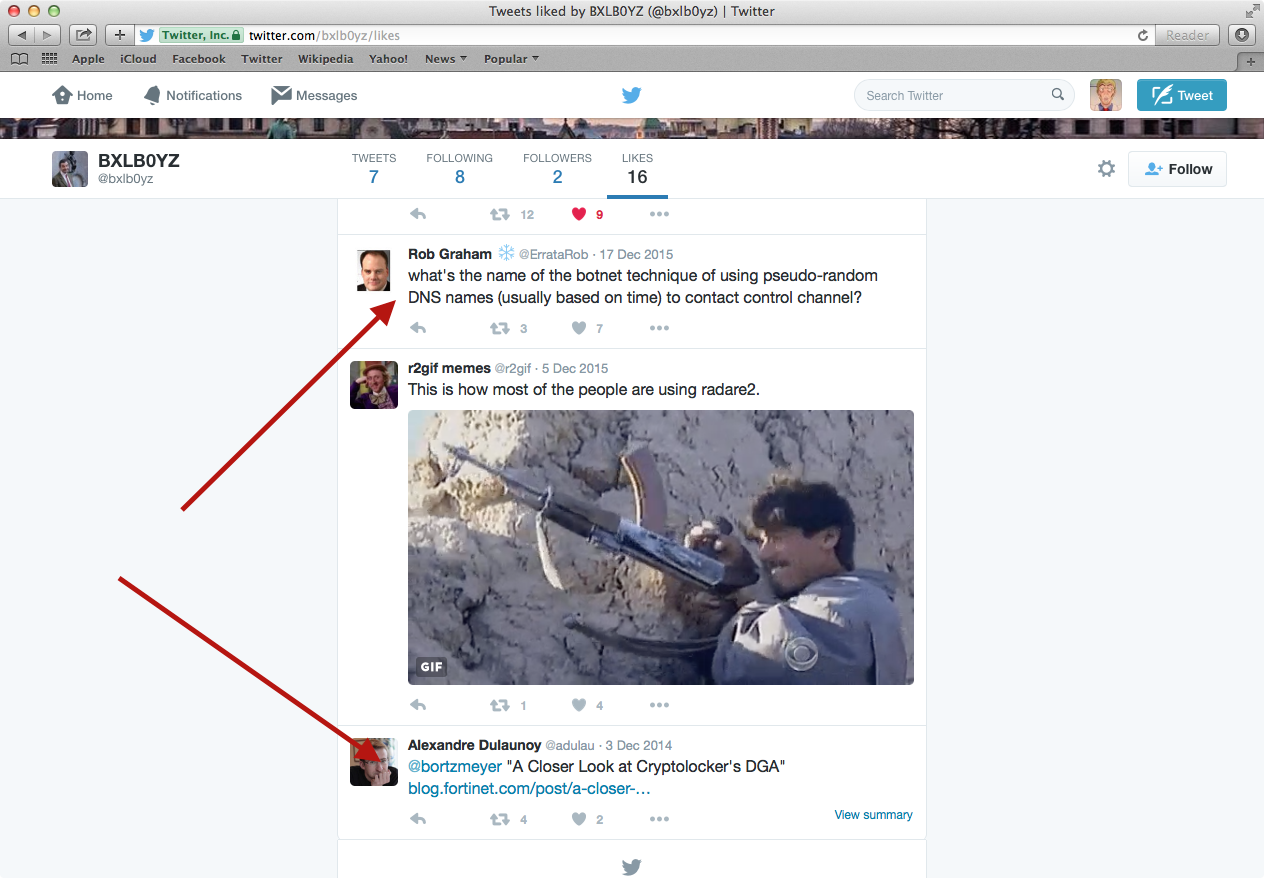 Tweets liked by BXLB0YZ (@bxlb0yz) | Twitter
Twitter, Inc. twitter.com/bxlb0yz/likes Reader
Apple iCloud Facebook Twitter Wikipedia Yahoo! News Popular
Home Notifications Messages Search Twitter Tweet
BXLB0YZ
@bxlb0yz
TWEETS FOLLOWING FOLLOWERS LIKES
7 8 2 16
Follow
12 9
Rob Graham @ErrataRob · 17 Dec 2015
what's the name of the botnet technique of using pseudo-random
DNS names (usually based on time) to contact control channel?
3 7
r2gif memes @r2gif · 5 Dec 2015
This is how most of the people are using radare2.
GIF
1 4
Alexandre Dulaunoy @adulau · 3 Dec 2014
@bortzmeyer "A Closer Look at Cryptolocker's DGA"
blog.fortinet.com/post/a-closer-…
4 2
View summary